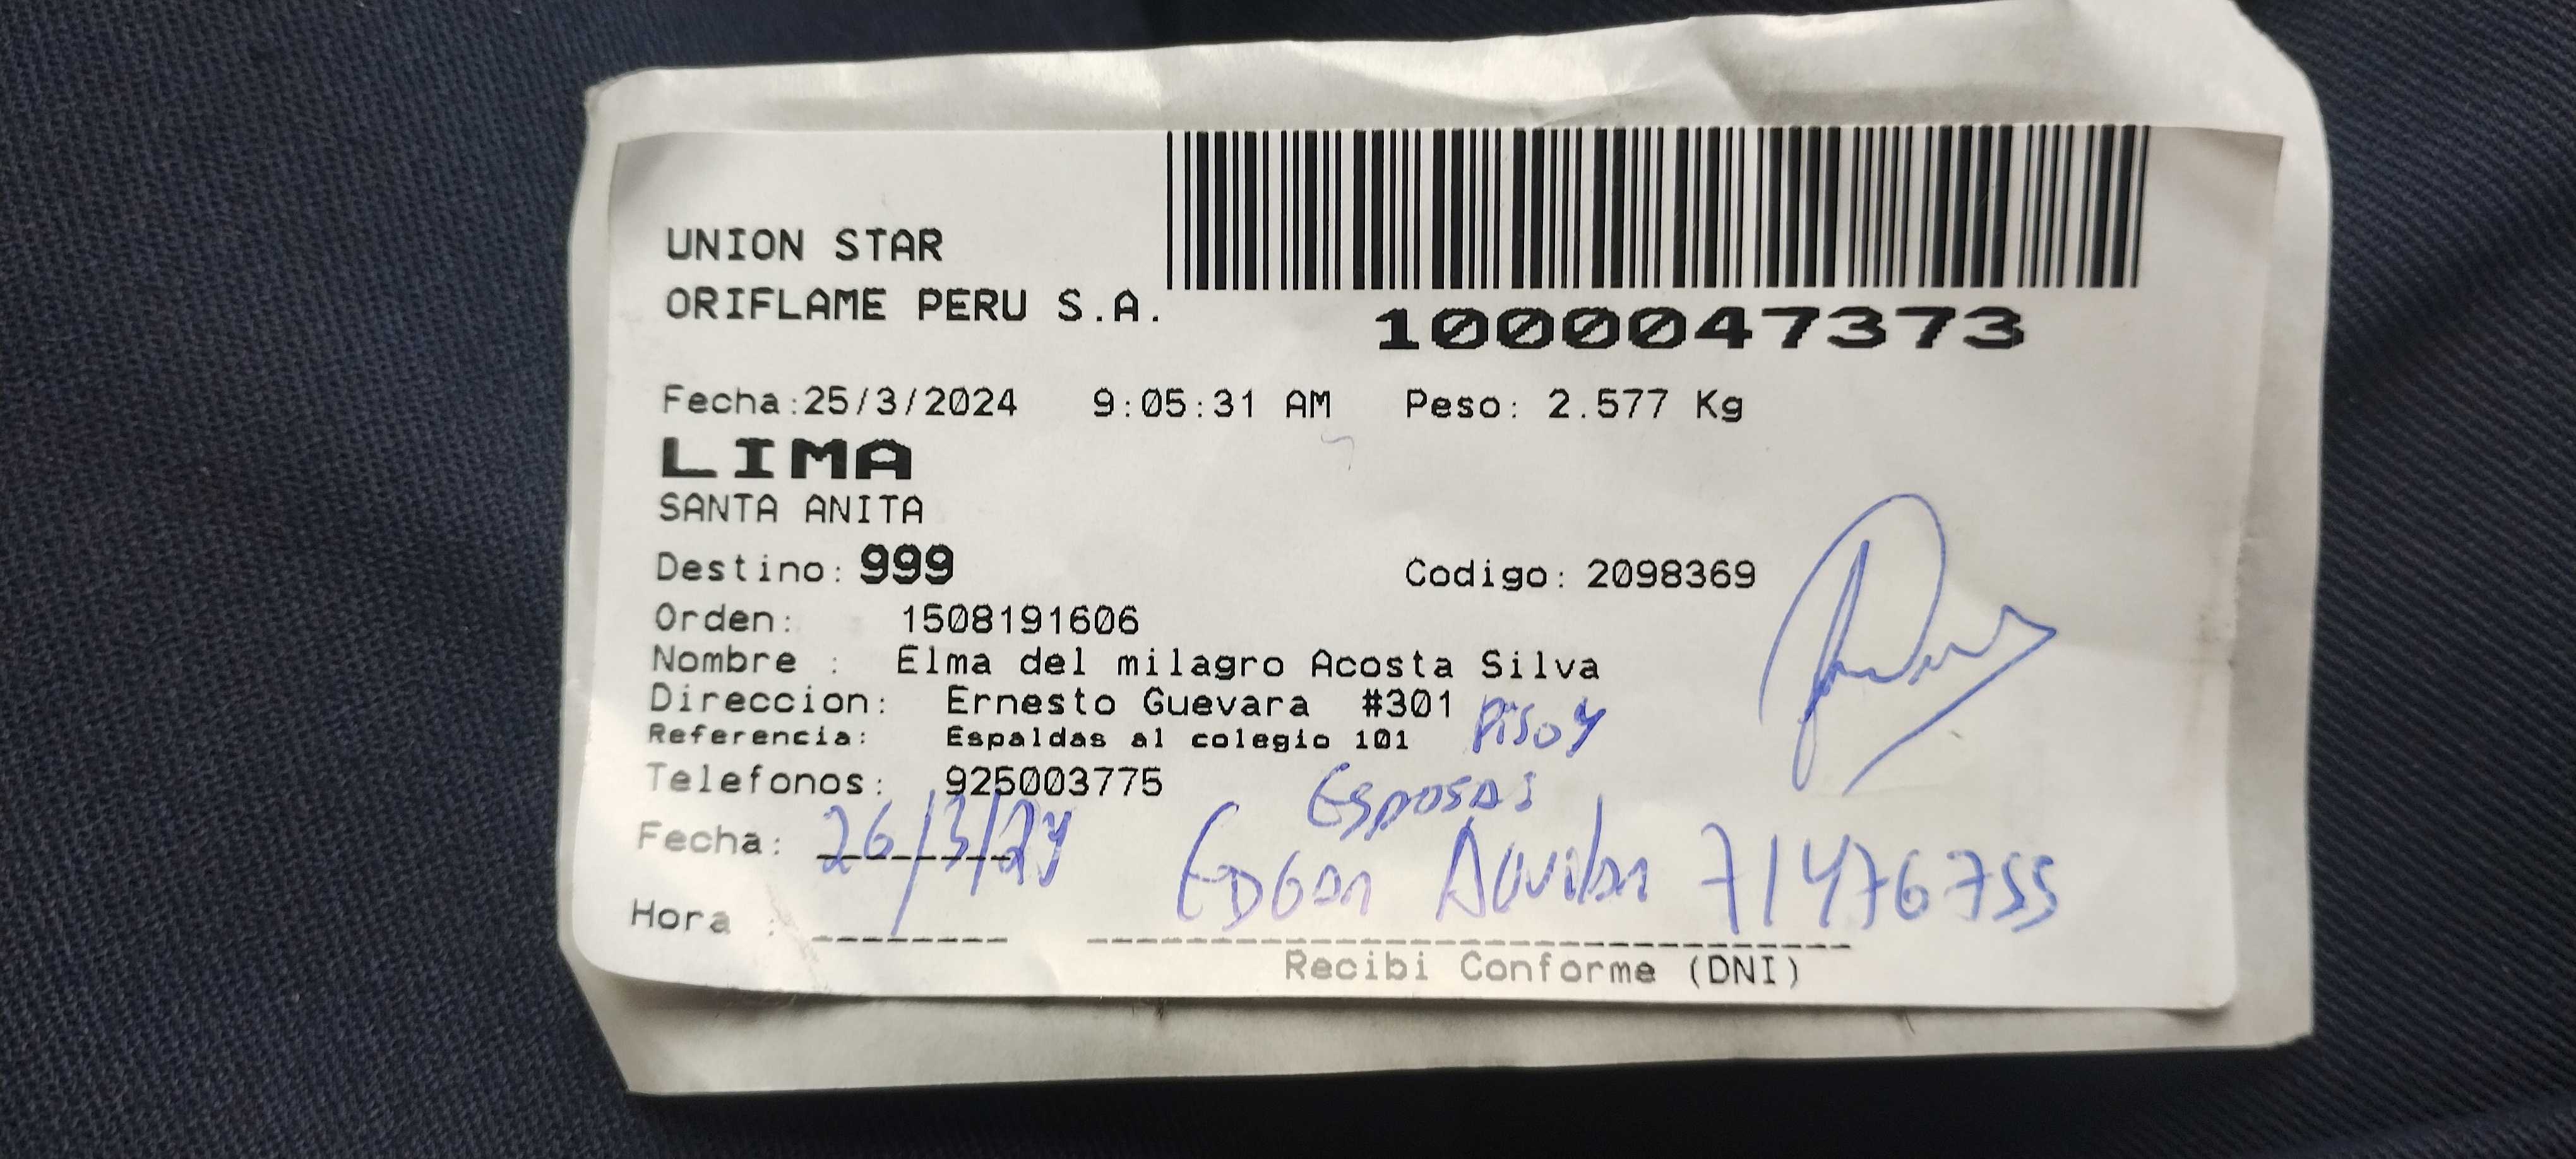 UNION STAR
ORIFLAME PERU S.A.
1000047373
Fecha:25/3/2024 9:05:31 AM Peso: 2.577 Kg
LIMA
SANTA ANITA
Destino: 999 Codigo: 2098369
Orden: 1508191606
Nombre : Elma del milagro Acosta Silva
Direccion: Ernesto Guevara #301 Piso 4
Referencia: Espaldas al colegio 101
Telefonos: 925003775
Fecha: 26/3/24
EDGAR AGUILAR 71476755
Hora :
Recibi Conforme (DNI)